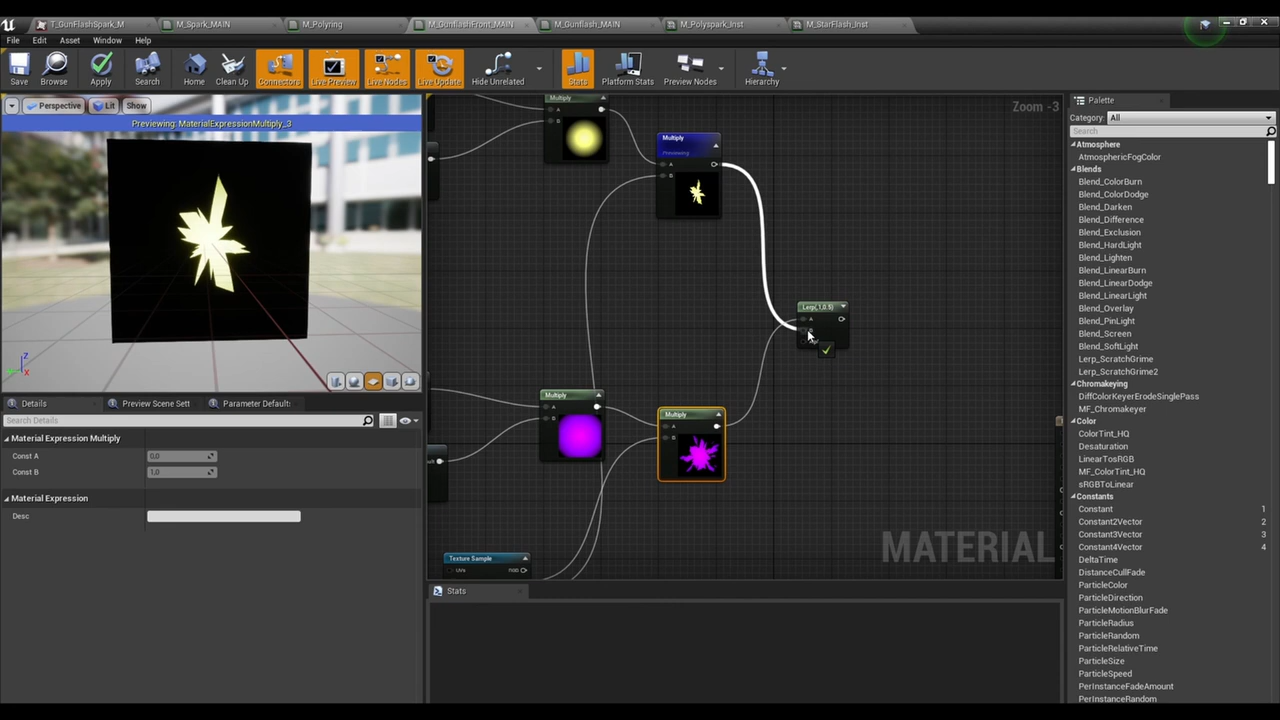 T_GunFlashSpark_M
M_Spark_MAIN
M_Polyring
M_GunflashFront_MAIN
M_Gunflash_MAIN
M_Polyspark_Inst
M_StarFlash_Inst
File
Edit
Asset
Window
Help
Save
Browse
Apply
Search
Home
Clean Up
Connectors
Live Preview
Live Nodes
Live Update
Hide Unrelated
Stats
Platform Stats
Preview Nodes
Hierarchy
Perspective
Lit
Show
Previewing: MaterialExpressionMultiply_3
Zoom -3
Multiply
A
B
Multiply
Previewing
A
B
Lerp(,1,0.5)
A
Multiply
A
B
Multiply
A
B
Texture Sample
UVs
RGB
MATERIAL
Details
Preview Scene Sett
Parameter Default
Search Details
Material Expression Multiply
Const A
0,0
Const B
1,0
Material Expression
Desc
Stats
Palette
Category:
All
Search
Atmosphere
AtmosphericFogColor
Blends
Blend_ColorBurn
Blend_ColorDodge
Blend_Darken
Blend_Difference
Blend_Exclusion
Blend_HardLight
Blend_Lighten
Blend_LinearBurn
Blend_LinearDodge
Blend_LinearLight
Blend_Overlay
Blend_PinLight
Blend_Screen
Blend_SoftLight
Lerp_ScratchGrime
Lerp_ScratchGrime2
Chromakeying
DiffColorKeyerErodeSinglePass
MF_Chromakeyer
Color
ColorTint_HQ
Desaturation
LinearTosRGB
MF_ColorTint_HQ
sRGBToLinear
Constants
Constant 1
Constant2Vector 2
Constant3Vector 3
Constant4Vector 4
DeltaTime
DistanceCullFade
ParticleColor
ParticleDirection
ParticleMotionBlurFade
ParticleRadius
ParticleRandom
ParticleRelativeTime
ParticleSize
ParticleSpeed
PerInstanceFadeAmount
PerInstanceRandom